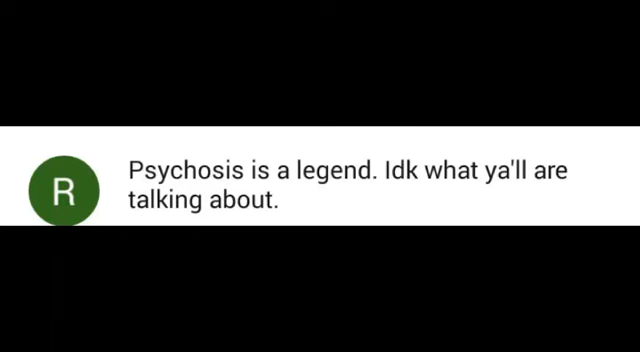 R
Psychosis is a legend. Idk what ya'll are
talking about.